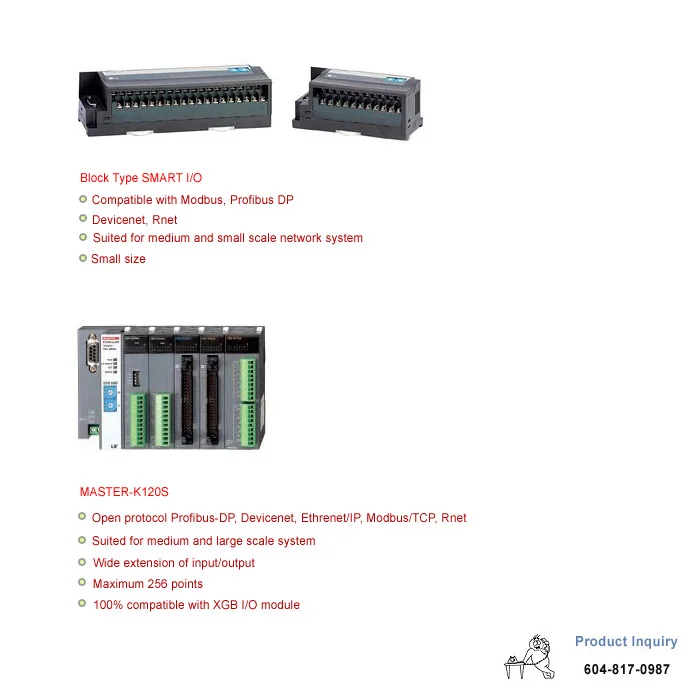 Block Type SMART I/O
Compatible with Modbus, Profibus DP
Devicenet, Rnet
Suited for medium and small scale network system
Small size
MASTER-K120S
Open protocol Profibus-DP, Devicenet, Ethrenet/IP, Modbus/TCP, Rnet
Suited for medium and large scale system
Wide extension of input/output
Maximum 256 points
100% compatible with XGB I/O module
Product Inquiry
604-817-0987